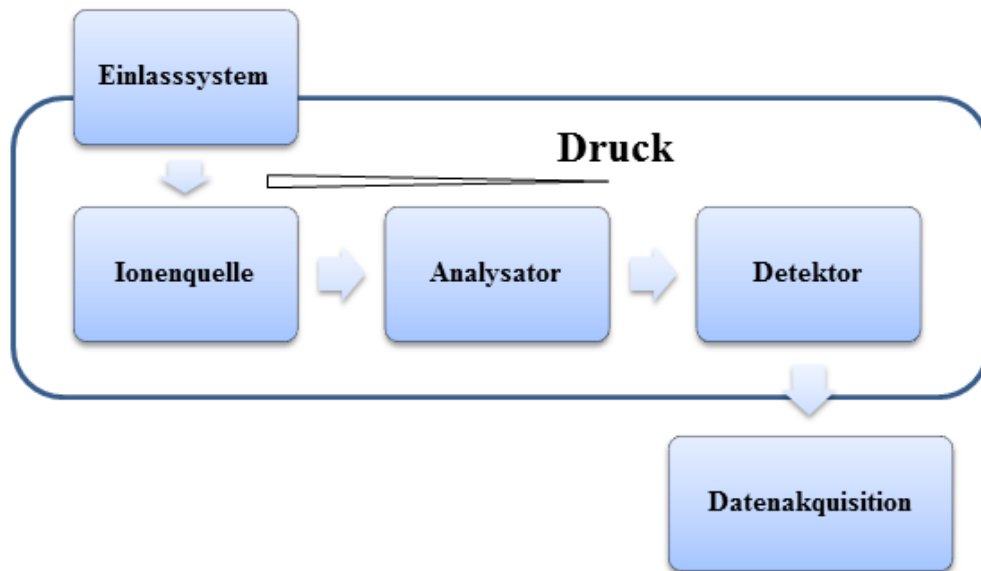 Einlasssystem
Druck
Ionenquelle
Analysator
Detektor
Datenakquisition